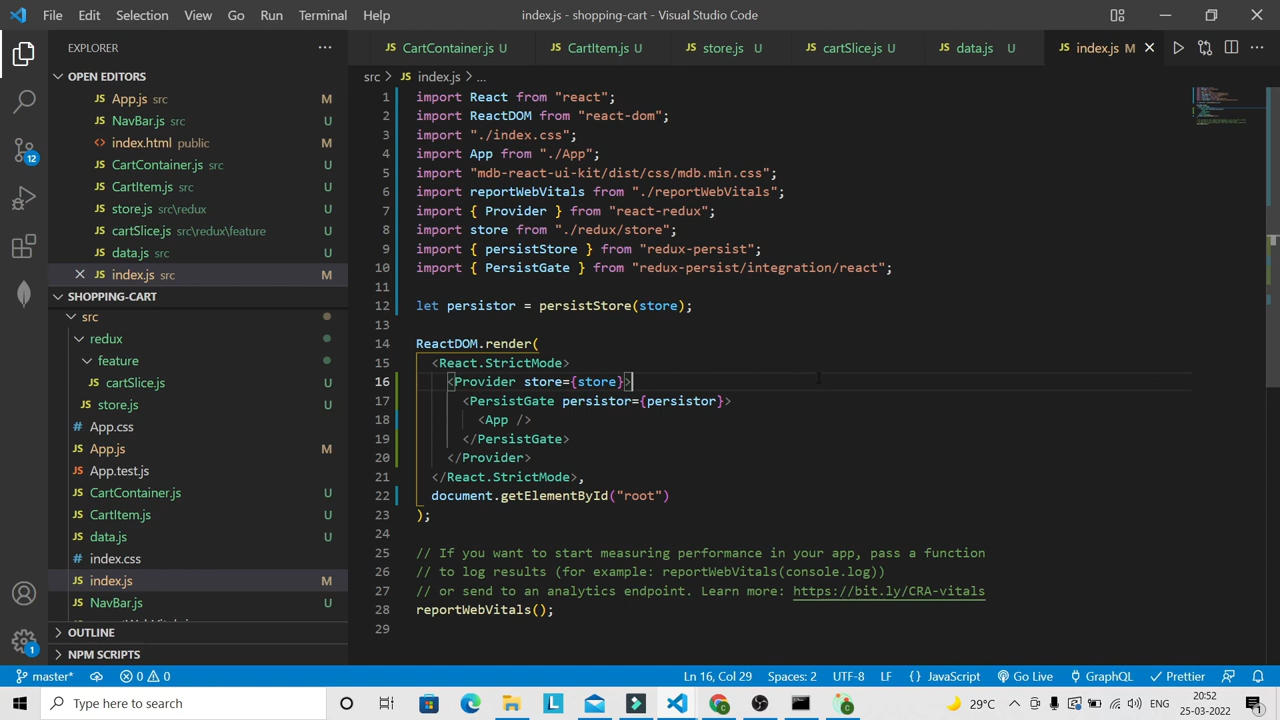 File Edit Selection View Go Run Terminal Help index.js - shopping-cart - Visual Studio Code
EXPLORER
OPEN EDITORS
JS App.js src M
JS NavBar.js src U
<> index.html public M
JS CartContainer.js src U
JS CartItem.js src U
JS store.js src\redux U
JS cartSlice.js src\redux\feature U
JS data.js src U
JS index.js src M
SHOPPING-CART
src
redux
feature
JS cartSlice.js U
JS store.js U
# App.css
JS App.js M
JS App.test.js
JS CartContainer.js U
JS CartItem.js U
JS data.js U
# index.css
JS index.js M
JS NavBar.js U
OUTLINE
NPM SCRIPTS
12
1
JS CartContainer.js U JS CartItem.js U JS store.js U JS cartSlice.js U JS data.js U JS index.js M
src > JS index.js > ...
1 import React from "react";
2 import ReactDOM from "react-dom";
3 import "./index.css";
4 import App from "./App";
5 import "mdb-react-ui-kit/dist/css/mdb.min.css";
6 import reportWebVitals from "./reportWebVitals";
7 import { Provider } from "react-redux";
8 import store from "./redux/store";
9 import { persistStore } from "redux-persist";
10 import { PersistGate } from "redux-persist/integration/react";
11
12 let persistor = persistStore(store);
13
14 ReactDOM.render(
15 <React.StrictMode>
16 <Provider store={store}>
17 <PersistGate persistor={persistor}>
18 <App />
19 </PersistGate>
20 </Provider>
21 </React.StrictMode>,
22 document.getElementById("root")
23 );
24
25 // If you want to start measuring performance in your app, pass a function
26 // to log results (for example: reportWebVitals(console.log))
27 // or send to an analytics endpoint. Learn more: https://bit.ly/CRA-vitals
28 reportWebVitals();
29
master* 0 0 Ln 16, Col 29 Spaces: 2 UTF-8 LF {} JavaScript Go Live GraphQL Prettier
Type here to search L 29°C ENG 20:52
25-03-2022 1